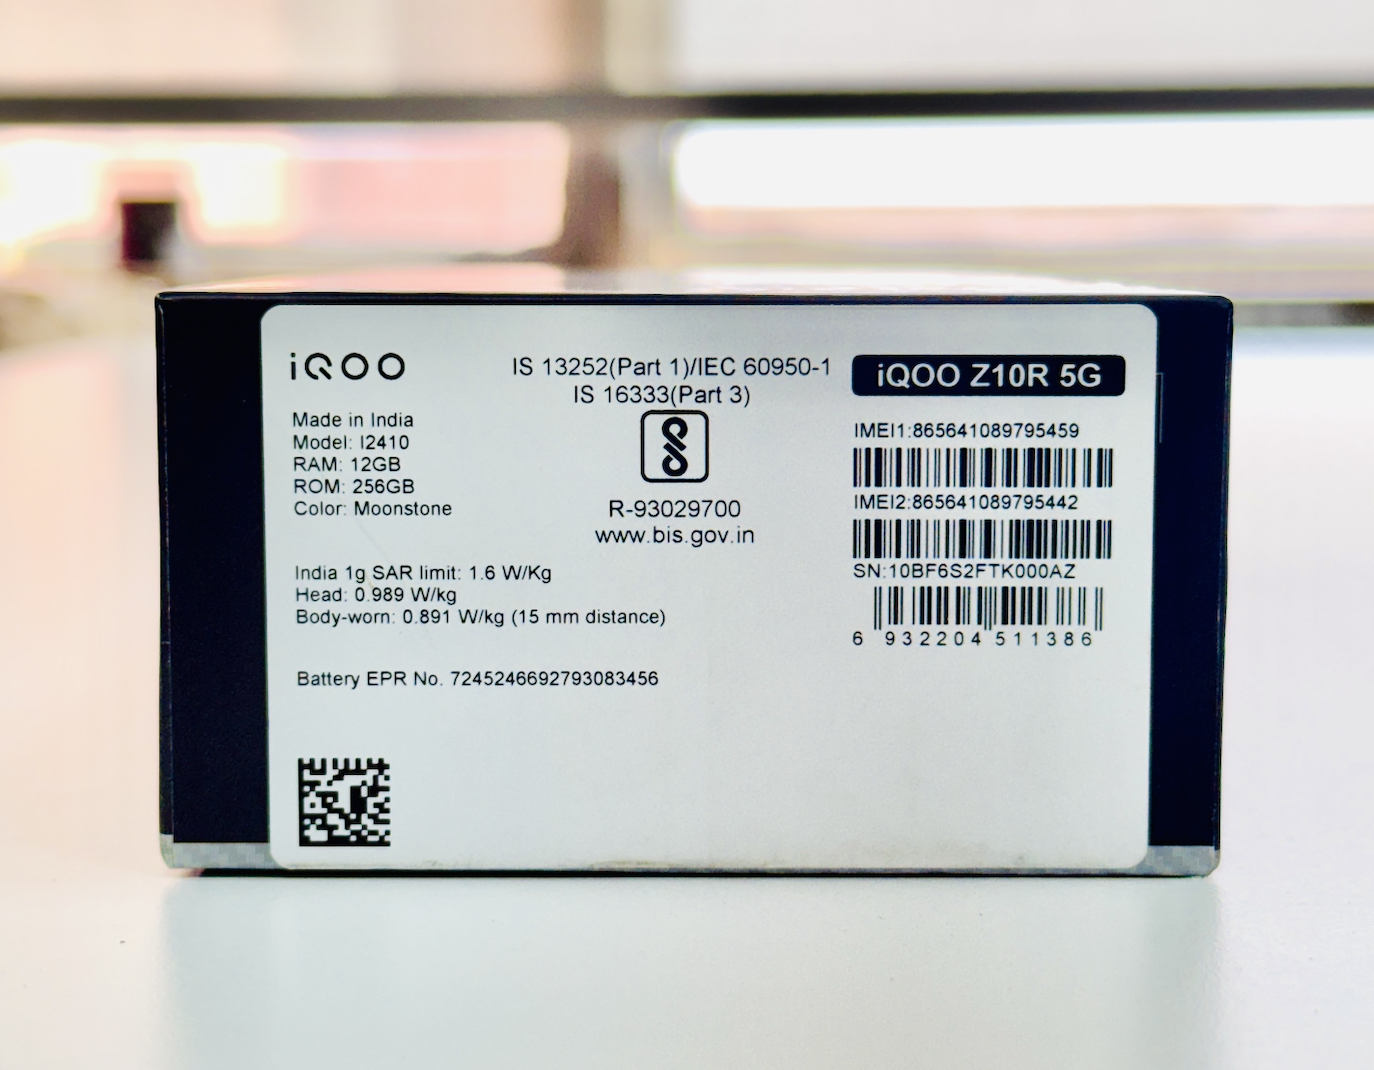 iQOO
Made in India
Model: I2410
RAM: 12GB
ROM: 256GB
Color: Moonstone
India 1g SAR limit: 1.6 W/Kg
Head: 0.989 W/kg
Body-worn: 0.891 W/kg (15 mm distance)
Battery EPR No. 7245246692793083456
IS 13252(Part 1)/IEC 60950-1
IS 16333(Part 3)
R-93029700
www.bis.gov.in
iQOO Z10R 5G
IMEI1:865641089795459
IMEI2:865641089795442
SN:10BF6S2FTK000AZ
6 932204 511386